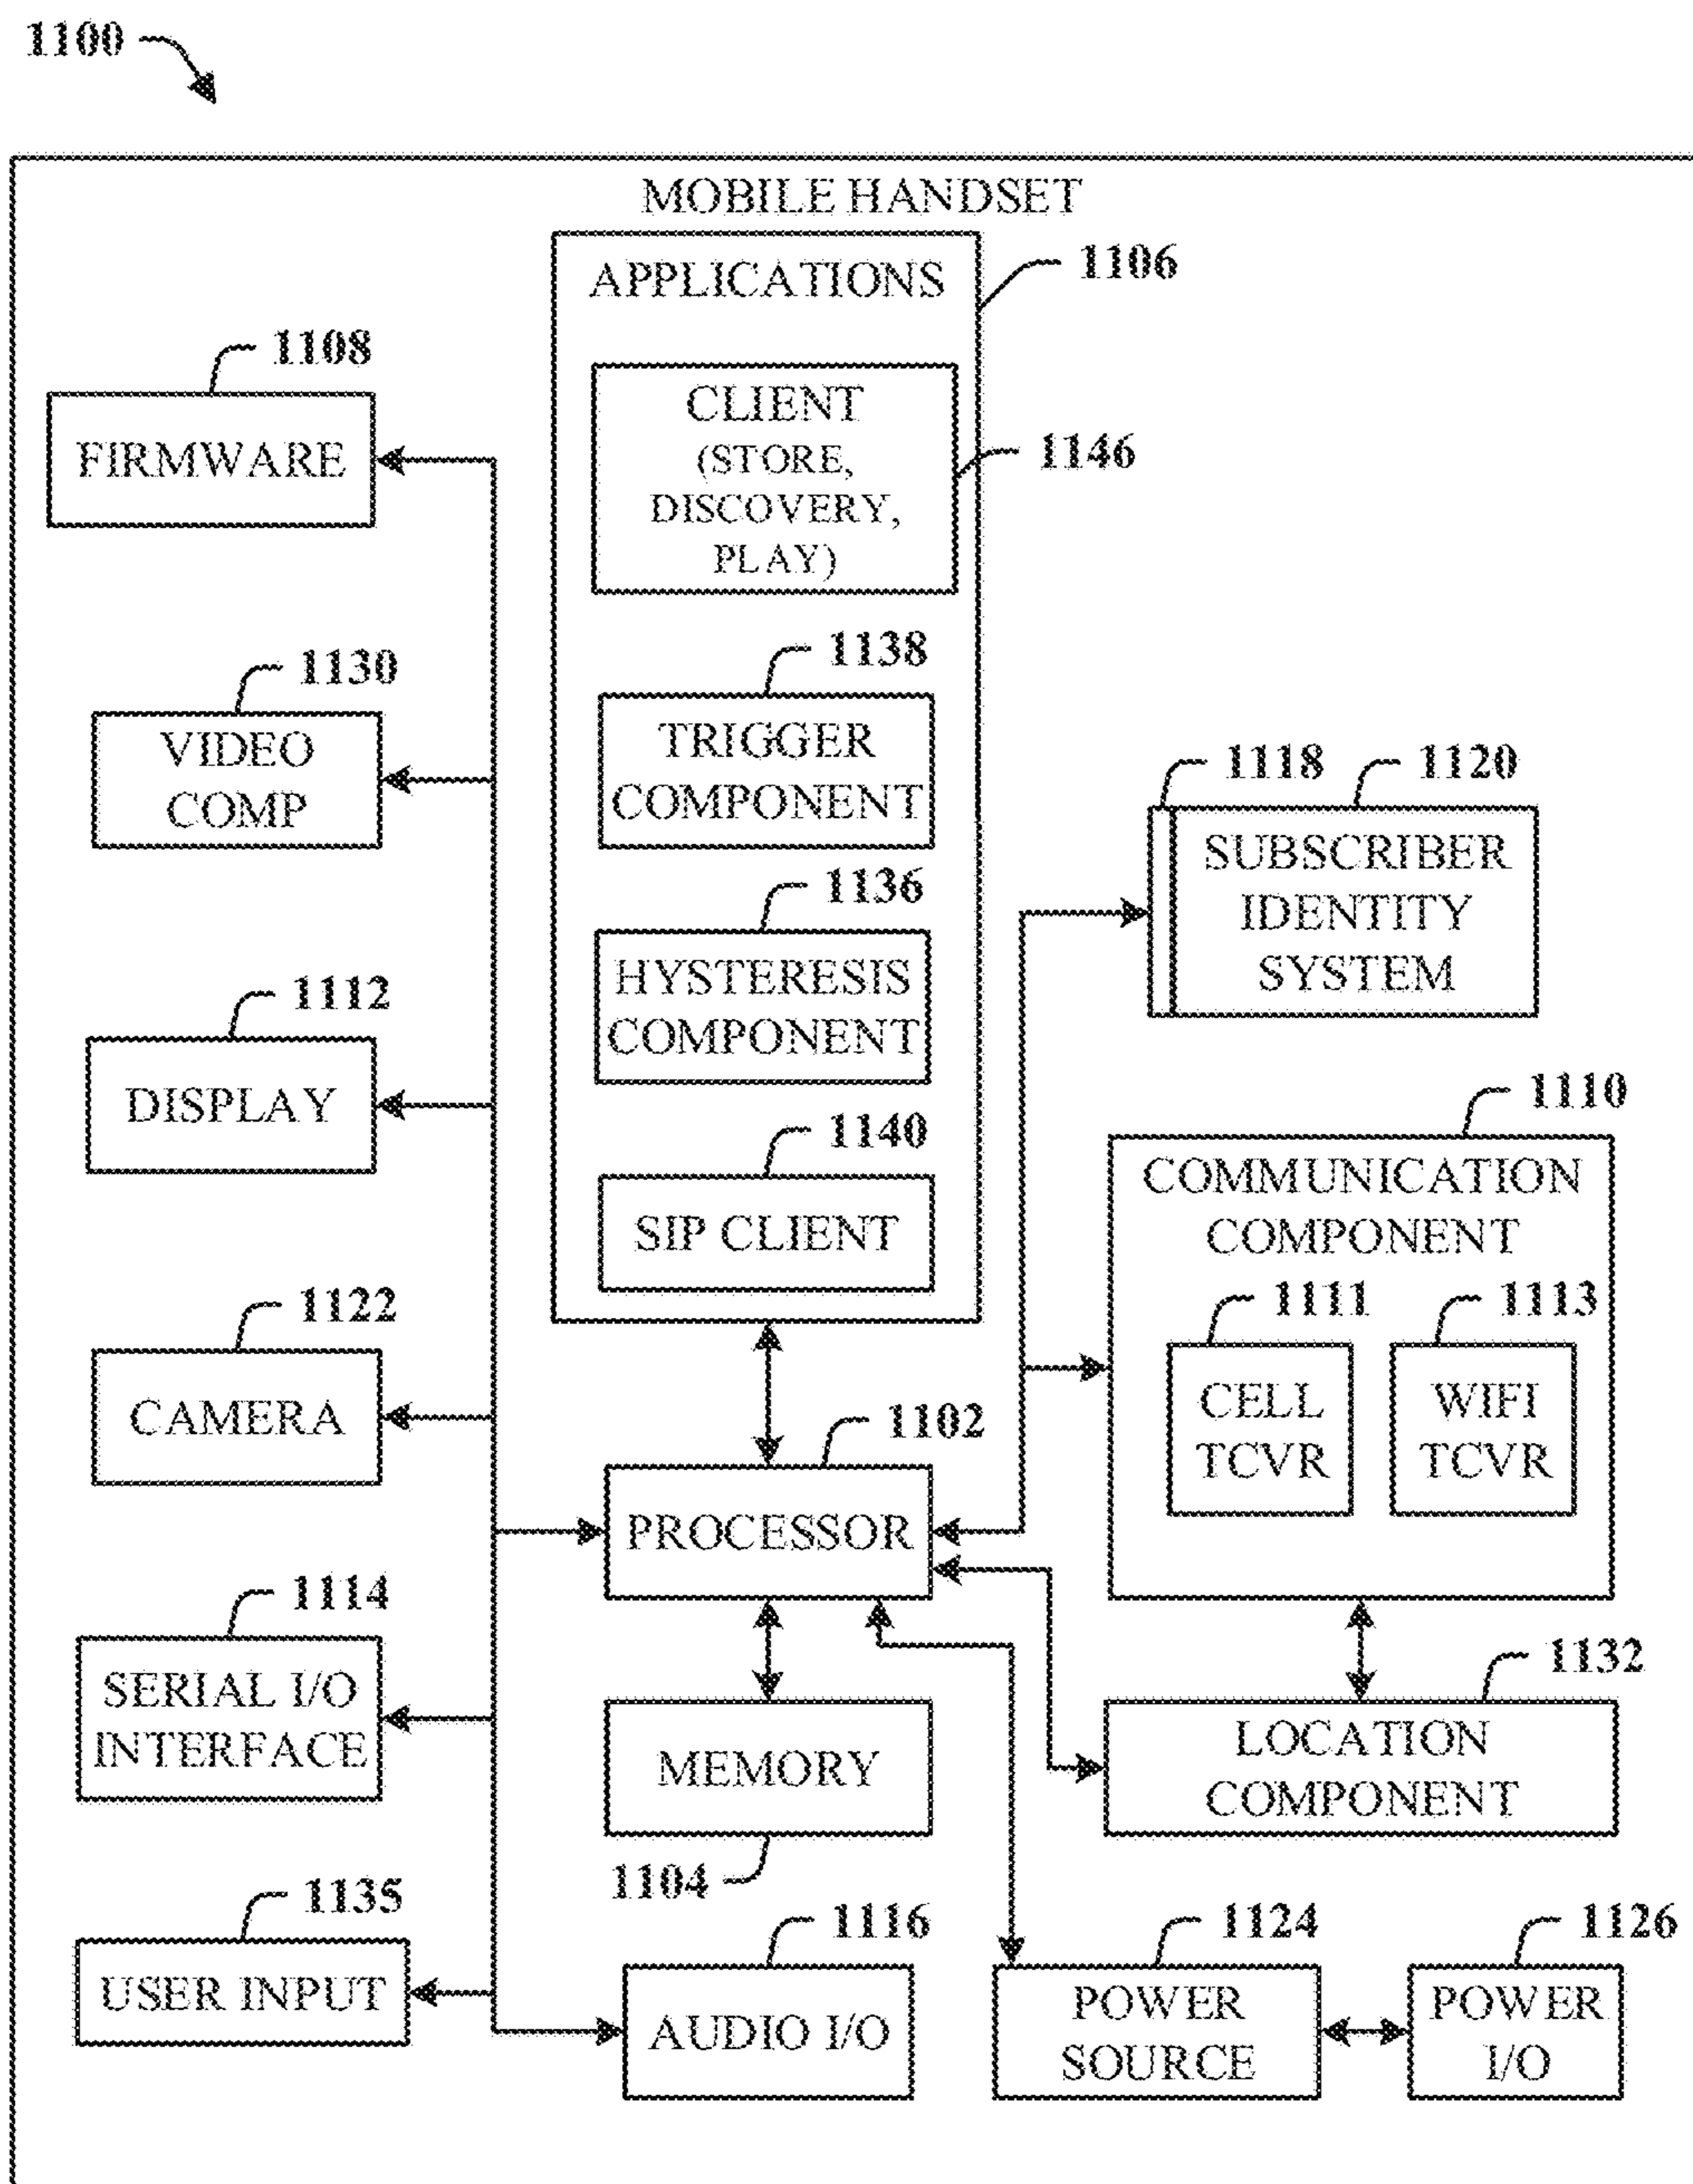 1100
MOBILE HANDSET
APPLICATIONS
1106
1108
FIRMWARE
CLIENT
(STORE,
DISCOVERY,
PLAY)
1146
1130
VIDEO
COMP
1138
TRIGGER
COMPONENT
1118
1120
SUBSCRIBER
IDENTITY
SYSTEM
1136
HYSTERESIS
COMPONENT
1112
DISPLAY
1140
SIP CLIENT
1110
COMMUNICATION
COMPONENT
1111
CELL
TCVR
1113
WIFI
TCVR
1122
CAMERA
1102
PROCESSOR
1114
SERIAL I/O
INTERFACE
MEMORY
1104
1132
LOCATION
COMPONENT
1135
USER INPUT
1116
AUDIO I/O
1124
POWER
SOURCE
1126
POWER
I/O